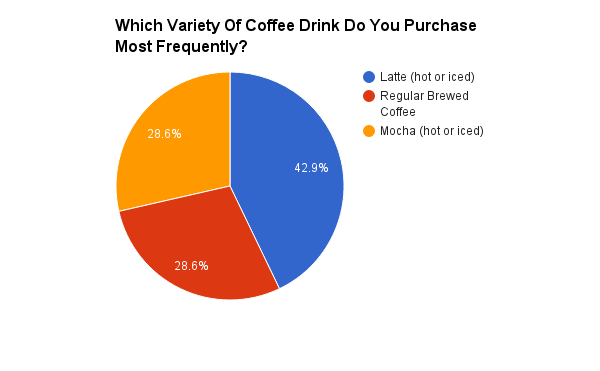 Which Variety Of Coffee Drink Do You Purchase
Most Frequently?
Latte (hot or iced)
Regular Brewed
Coffee
Mocha (hot or iced)
28.6%
42.9%
28.6%